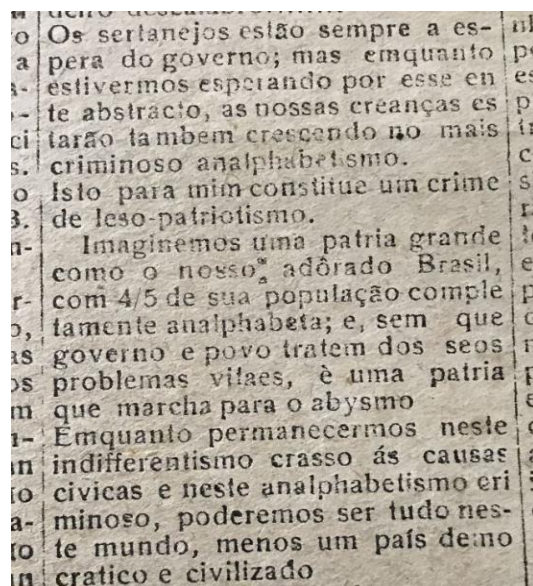 Os sertanejos estão sempre a es-
pera do governo; mas emquanto
estivermos esperando por esse en
te abstracto, as nossas creanças es
tarão tambem crescendo no mais
criminoso analphabetismo.
Isto para mim constitue um crime
de leso-patriotismo.
Imaginemos uma patria grande
como o nosso adôrado Brasil,
com 4/5 de sua população comple
tamente analphabeta; e, sem que
governo e povo tratem dos seos
problemas vitaes, è uma patria
que marcha para o abysmo
Emquanto permanecermos neste
indifferentismo crasso ás causas
civicas e neste analphabetismo cri
minoso, poderemos ser tudo nes-
te mundo, menos um país demo
cratico e civilizado